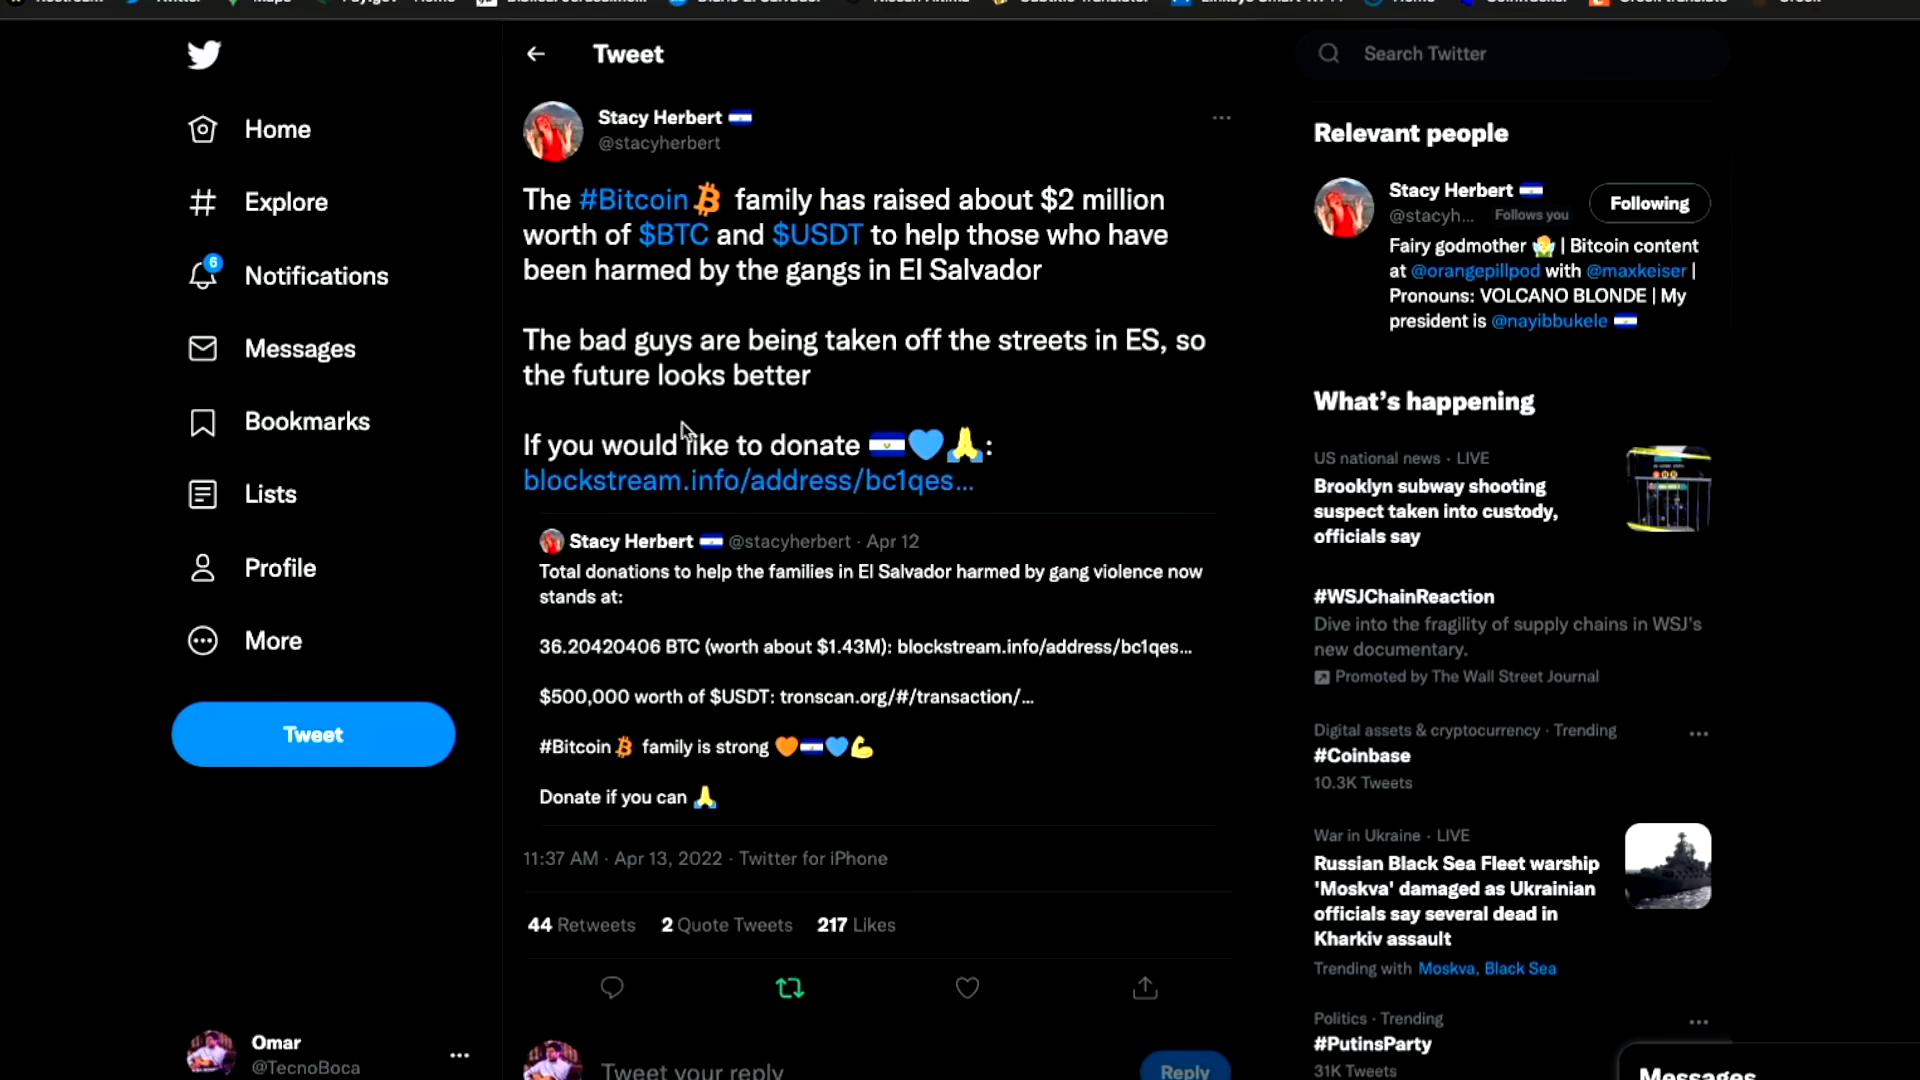 Tweet
Search Twitter
Home
Explore
6
Notifications
Messages
Bookmarks
Lists
Profile
More
Tweet
Omar
@TecnoBoca
Stacy Herbert 🇸🇻
@stacyherbert
The #Bitcoin family has raised about $2 million
worth of $BTC and $USDT to help those who have
been harmed by the gangs in El Salvador
The bad guys are being taken off the streets in ES, so
the future looks better
If you would like to donate 🇸🇻💙🙏:
blockstream.info/address/bc1qes...
Stacy Herbert 🇸🇻 @stacyherbert · Apr 12
Total donations to help the families in El Salvador harmed by gang violence now
stands at:
36.20420406 BTC (worth about $1.43M): blockstream.info/address/bc1qes...
$500,000 worth of $USDT: tronscan.org/#/transaction/...
#Bitcoin family is strong 🧡🇸🇻💙💪
Donate if you can 🙏
11:37 AM · Apr 13, 2022 · Twitter for iPhone
44 Retweets 2 Quote Tweets 217 Likes
Tweet your reply
Reply
Relevant people
Stacy Herbert 🇸🇻
@stacyh... Follows you
Following
Fairy godmother 🧚 | Bitcoin content
at @orangepillpod with @maxkeiser |
Pronouns: VOLCANO BLONDE | My
president is @nayibbukele 🇸🇻
What's happening
US national news · LIVE
Brooklyn subway shooting
suspect taken into custody,
officials say
#WSJChainReaction
Dive into the fragility of supply chains in WSJ's
new documentary.
Promoted by The Wall Street Journal
Digital assets & cryptocurrency · Trending
#Coinbase
10.3K Tweets
War in Ukraine · LIVE
Russian Black Sea Fleet warship
'Moskva' damaged as Ukrainian
officials say several dead in
Kharkiv assault
Trending with Moskva, Black Sea
Politics · Trending
#PutinsParty
31K Tweets
Messages